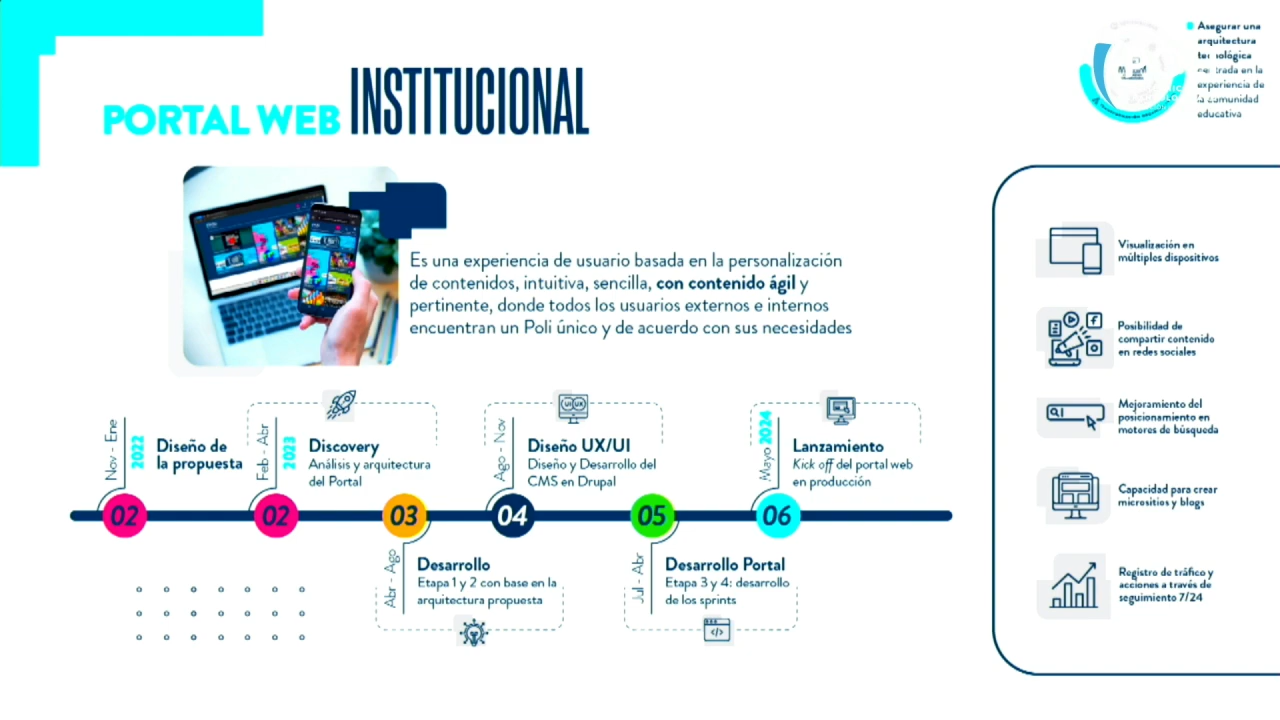 PORTAL WEB INSTITUCIONAL
Asegurar una
arquitectura
en la
experiencia de
la comunidad
educativa
Es una experiencia de usuario basada en la personalización
de contenidos, intuitiva, sencilla, con contenido ágil y
pertinente, donde todos los usuarios externos e internos
encuentran un Poli único y de acuerdo con sus necesidades
Visualización en
múltiples dispositivos
Posibilidad de
compartir contenido
en redes sociales
Mejoramiento del
posicionamiento en
motores de búsqueda
Capacidad para crear
micrositios y blogs
Registro de tráfico y
acciones a través de
seguimiento 7/24
Nov - Ene
2022
Diseño de
la propuesta
02
Feb - Abr
2023
Discovery
Análisis y arquitectura
del Portal
02
03
Abr - Ago
Desarrollo
Etapa 1 y 2 con base en la
arquitectura propuesta
UI UX
Ago - Nov
Diseño UX/UI
Diseño y Desarrollo del
CMS en Drupal
04
05
Jul - Abr
Desarrollo Portal
Etapa 3 y 4: desarrollo
de los sprints
</>
Mayo 2024
Lanzamiento
Kick off del portal web
en producción
06